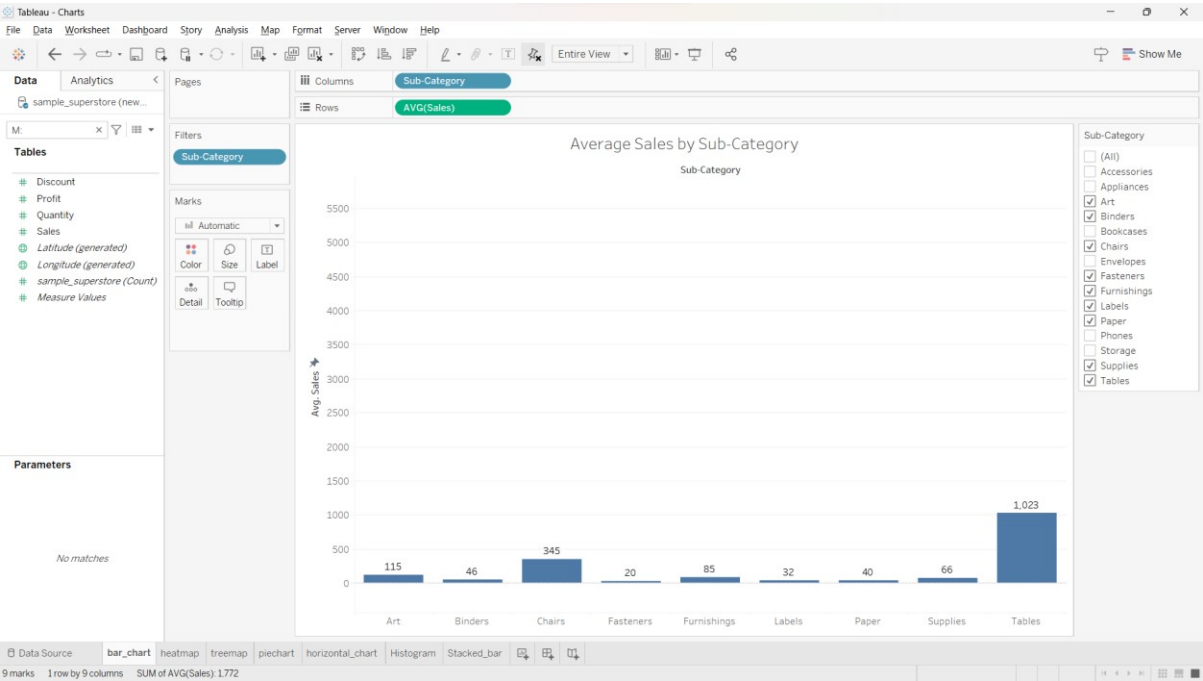 Tableau - Charts
File Data Worksheet Dashboard Story Analysis Map Format Server Window Help
Entire View
Show Me
Data Analytics
sample_superstore (new...
M:
Tables
Discount
Profit
Quantity
Sales
Latitude (generated)
Longitude (generated)
sample_superstore (Count)
Measure Values
Parameters
No matches
Pages
Filters
Sub-Category
Marks
Automatic
Color Size Label
Detail Tooltip
Columns Sub-Category
Rows AVG(Sales)
Average Sales by Sub-Category
Sub-Category
Avg. Sales
5500
5000
4500
4000
3500
3000
2500
2000
1500
1000
500
0
115 46 345 20 85 32 40 66 1,023
Art Binders Chairs Fasteners Furnishings Labels Paper Supplies Tables
Sub-Category
(All)
Accessories
Appliances
Art
Binders
Bookcases
Chairs
Envelopes
Fasteners
Furnishings
Labels
Paper
Phones
Storage
Supplies
Tables
Data Source bar_chart heatmap treemap piechart horizontal_chart Histogram Stacked_bar
9 marks 1 row by 9 columns SUM of AVG(Sales): 1.772